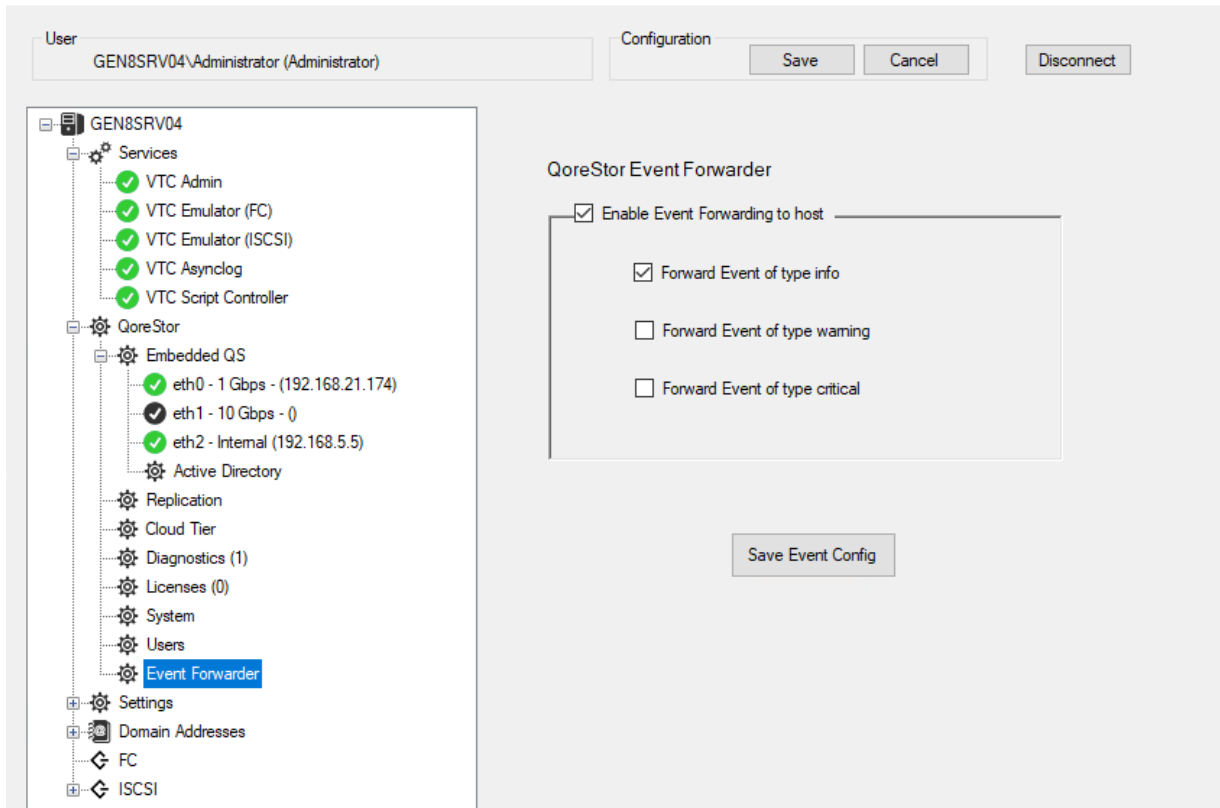 User
GEN8SRV04\Administrator (Administrator)
Configuration
Save
Cancel
Disconnect
GEN8SRV04
Services
VTC Admin
VTC Emulator (FC)
VTC Emulator (ISCSI)
VTC Asynclog
VTC Script Controller
QoreStor
Embedded QS
eth0 - 1 Gbps - (192.168.21.174)
eth1 - 10 Gbps - ()
eth2 - Internal (192.168.5.5)
Active Directory
Replication
Cloud Tier
Diagnostics (1)
Licenses (0)
System
Users
Event Forwarder
Settings
Domain Addresses
FC
ISCSI
QoreStor Event Forwarder
Enable Event Forwarding to host
Forward Event of type info
Forward Event of type warning
Forward Event of type critical
Save Event Config